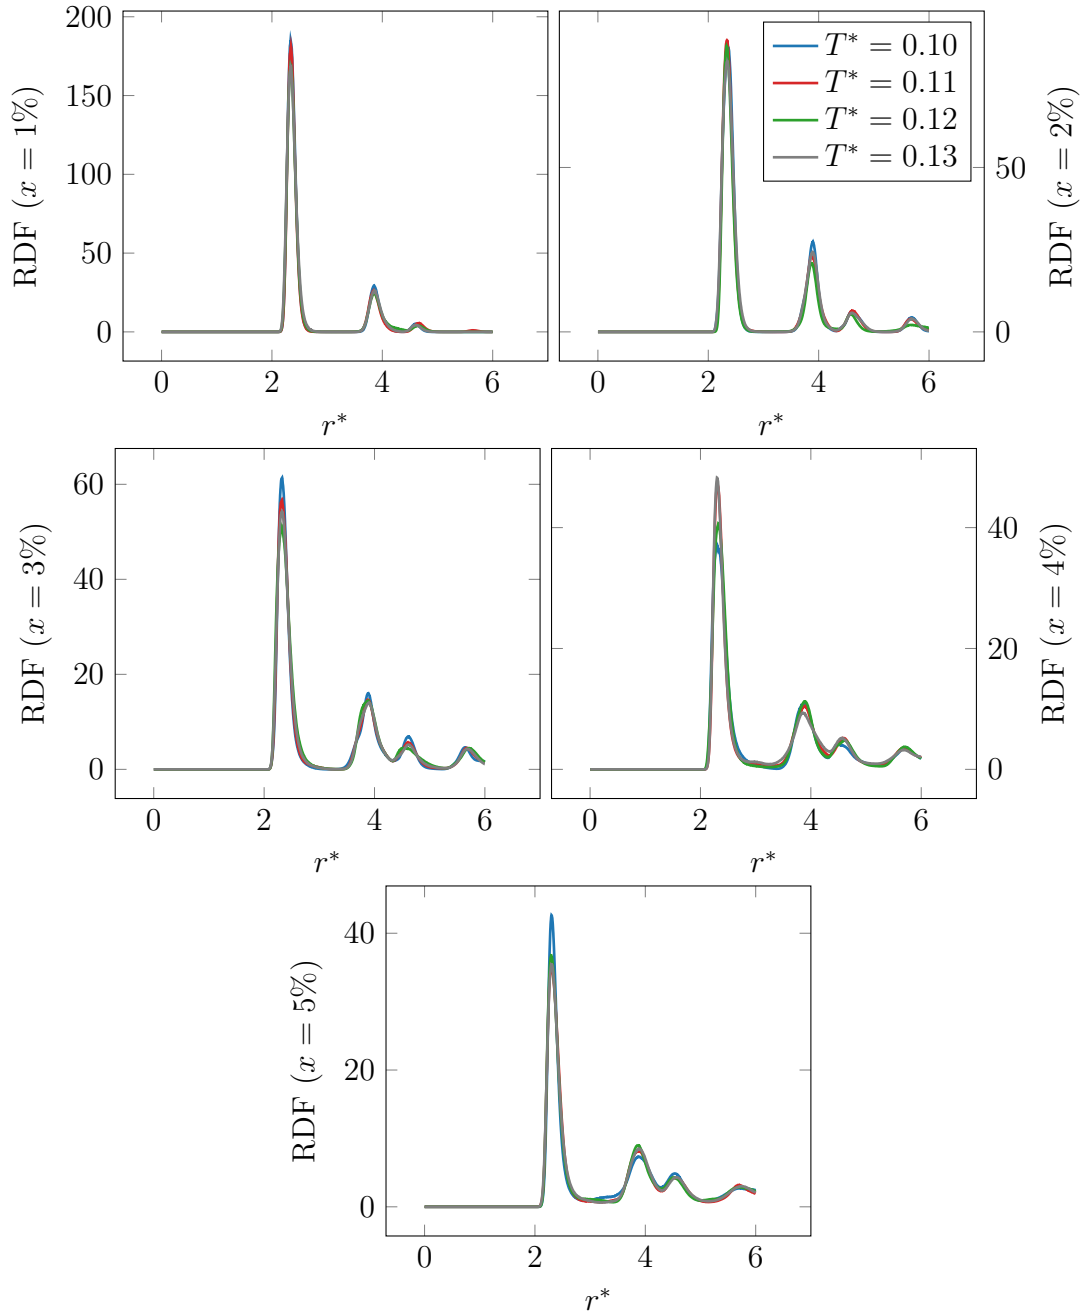 200
150
100
50
0
RDF (x = 1%)
0 2 4 6
r*
T* = 0.10
T* = 0.11
T* = 0.12
T* = 0.13
50
0
RDF (x = 2%)
0 2 4 6
r*
60
40
20
0
RDF (x = 3%)
0 2 4 6
r*
40
20
0
RDF (x = 4%)
0 2 4 6
r*
40
20
0
RDF (x = 5%)
0 2 4 6
r*